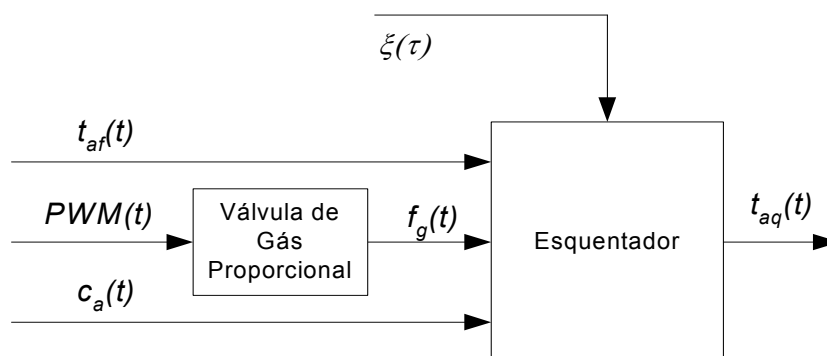 ξ(τ)
t_af(t)
PWM(t)
Válvula de
Gás
Proporcional
f_g(t)
Esquentador
t_aq(t)
c_a(t)